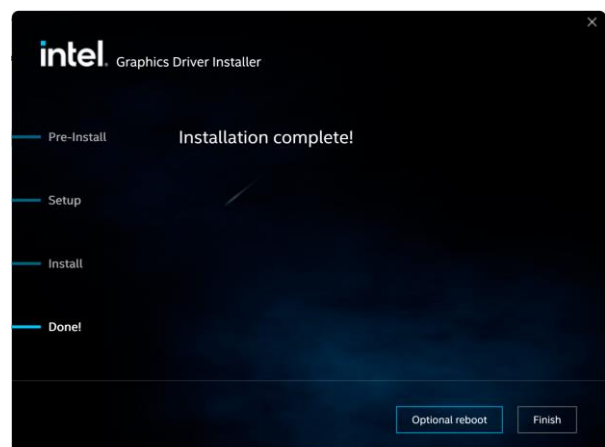 intel. Graphics Driver Installer
Pre-Install
Installation complete!
Setup
Install
Done!
Optional reboot
Finish